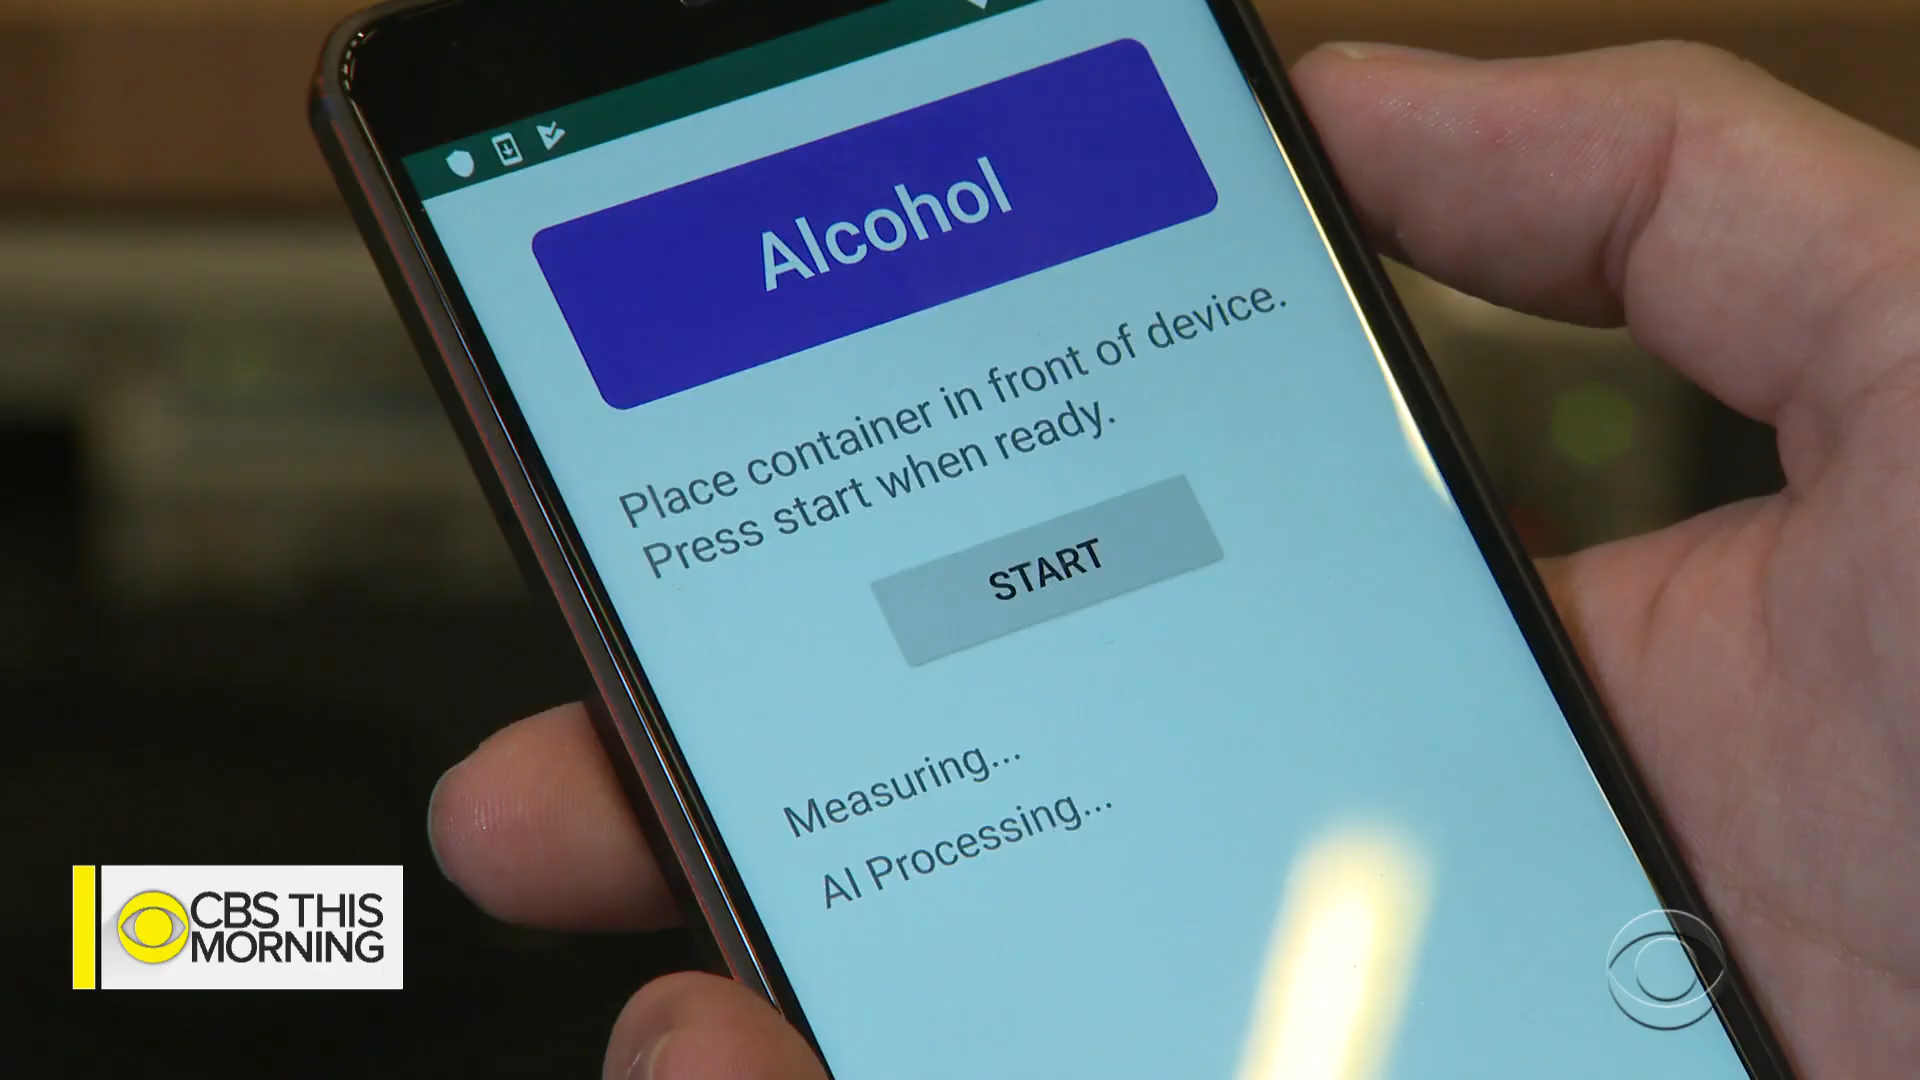 Alcohol
Place container in front of device.
Press start when ready.
START
Measuring...
AI Processing...
CBS THIS
MORNING